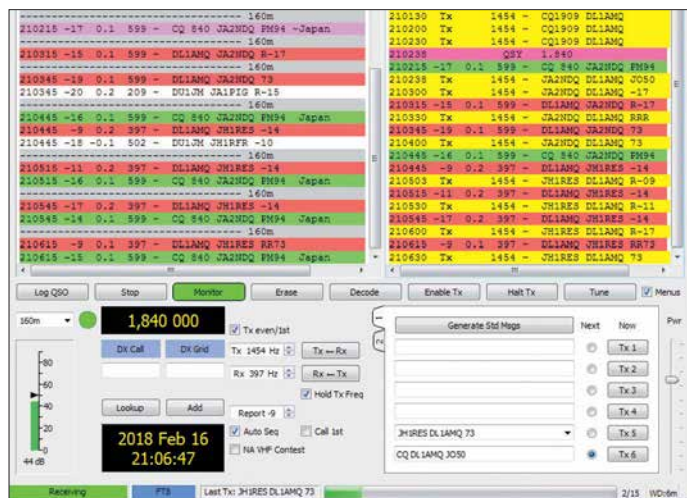 ------------------- 160m
210215 -17 0.1 599 ~ CQ 840 JA2NDQ PM94 ~Japan
------------------- 160m
210315 -15 0.1 599 ~ DL1AMQ JA2NDQ R-17
------------------- 160m
210345 -19 0.1 599 ~ DL1AMQ JA2NDQ 73
210345 -20 0.2 209 ~ DU1JM JA1PIG R-15
------------------- 160m
210445 -16 0.1 599 ~ CQ 840 JA2NDQ PM94 Japan
210445 -9 0.2 397 ~ DL1AMQ JH1RES -14
210445 -18 -0.1 502 ~ DU1JM JH1RFR -10
------------------- 160m
210515 -11 0.2 397 ~ DL1AMQ JH1RES -14
210515 -16 0.1 599 ~ CQ 840 JA2NDQ PM94 Japan
------------------- 160m
210545 -17 0.2 397 ~ DL1AMQ JH1RES -14
210545 -14 0.1 599 ~ CQ 840 JA2NDQ PM94 Japan
------------------- 160m
210615 -9 0.1 397 ~ DL1AMQ JH1RES RR73
210615 -15 0.1 599 ~ CQ 840 JA2NDQ PM94 Japan
210130 Tx 1454 ~ CQ1909 DL1AMQ
210200 Tx 1454 ~ CQ1909 DL1AMQ
210230 Tx 1454 ~ CQ1909 DL1AMQ
210238 QSY 1.840
210215 -17 0.1 599 ~ CQ 840 JA2NDQ PM94
210238 Tx 1454 ~ JA2NDQ DL1AMQ JO50
210300 Tx 1454 ~ JA2NDQ DL1AMQ -17
210315 -15 0.1 599 ~ DL1AMQ JA2NDQ R-17
210330 Tx 1454 ~ JA2NDQ DL1AMQ RRR
210345 -19 0.1 599 ~ DL1AMQ JA2NDQ 73
210400 Tx 1454 ~ JA2NDQ DL1AMQ 73
210445 -16 0.1 599 ~ CQ 840 JA2NDQ PM94
210445 -9 0.2 397 ~ DL1AMQ JH1RES -14
210503 Tx 1454 ~ JH1RES DL1AMQ R-09
210515 -11 0.2 397 ~ DL1AMQ JH1RES -14
210530 Tx 1454 ~ JH1RES DL1AMQ R-11
210545 -17 0.2 397 ~ DL1AMQ JH1RES -14
210600 Tx 1454 ~ JH1RES DL1AMQ R-17
210615 -9 0.1 397 ~ DL1AMQ JH1RES RR73
210630 Tx 1454 ~ JH1RES DL1AMQ 73
Log QSO Stop Monitor Erase Decode Enable Tx Halt Tx Tune Menus
160m 1,840 000 Tx even/1st
DX Call DX Grid Tx 1454 Hz Tx ← Rx
Rx 397 Hz Rx ← Tx
Hold Tx Freq
Lookup Add Report -9
2018 Feb 16 Auto Seq Call 1st
21:06:47 NA VHF Contest
-80
-60
-40
-20
-0
44 dB
1
2
Generate Std Msgs Next Now Pwr
Tx 1
Tx 2
Tx 3
Tx 4
JH1RES DL1AMQ 73 Tx 5
CQ DL1AMQ JO50 Tx 6
Receiving FT8 Last Tx: JH1RES DL1AMQ 73 2/15 WD:6m